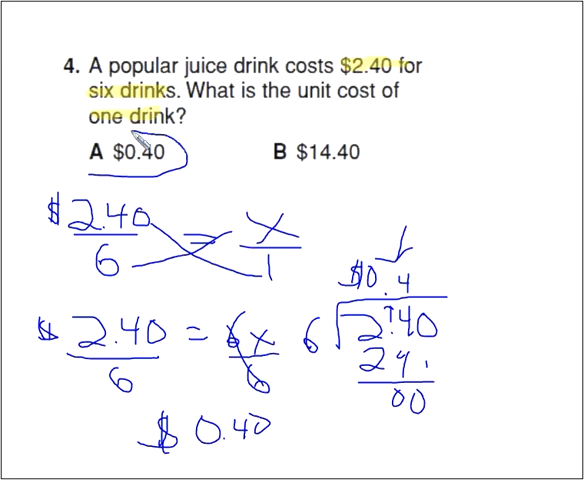 4. A popular juice drink costs $2.40 for
six drinks. What is the unit cost of
one drink?
A $0.40 B $14.40
$2.40/6 = x/1
$0.4
$2.40/6 = 6x/6 6)2.40
24
00
$0.40